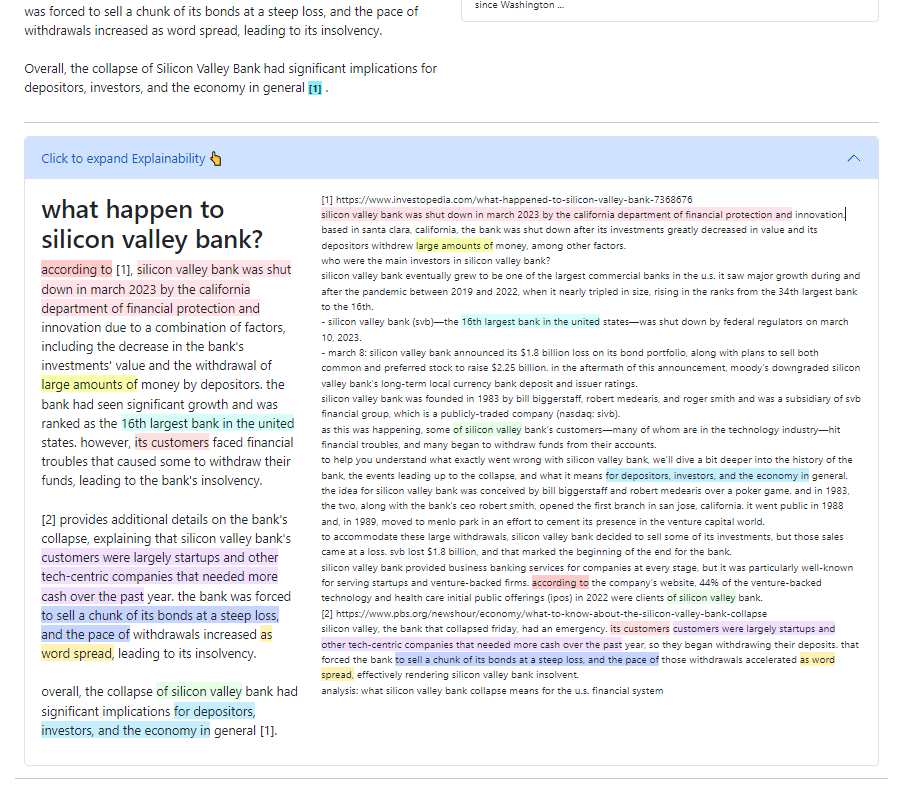 was forced to sell a chunk of its bonds at a steep loss, and the pace of
withdrawals increased as word spread, leading to its insolvency.
Overall, the collapse of Silicon Valley Bank had significant implications for
depositors, investors, and the economy in general [1] .
since Washington ...
Click to expand Explainability 👆
what happen to
silicon valley bank?
according to [1], silicon valley bank was shut
down in march 2023 by the california
department of financial protection and
innovation due to a combination of factors,
including the decrease in the bank's
investments' value and the withdrawal of
large amounts of money by depositors. the
bank had seen significant growth and was
ranked as the 16th largest bank in the united
states. however, its customers faced financial
troubles that caused some to withdraw their
funds, leading to the bank's insolvency.
[2] provides additional details on the bank's
collapse, explaining that silicon valley bank's
customers were largely startups and other
tech-centric companies that needed more
cash over the past year. the bank was forced
to sell a chunk of its bonds at a steep loss,
and the pace of withdrawals increased as
word spread, leading to its insolvency.
overall, the collapse of silicon valley bank had
significant implications for depositors,
investors, and the economy in general [1].
[1] https://www.investopedia.com/what-happened-to-silicon-valley-bank-7368676
silicon valley bank was shut down in march 2023 by the california department of financial protection and innovation.
based in santa clara, california, the bank was shut down after its investments greatly decreased in value and its
depositors withdrew large amounts of money, among other factors.
who were the main investors in silicon valley bank?
silicon valley bank eventually grew to be one of the largest commercial banks in the u.s. it saw major growth during and
after the pandemic between 2019 and 2022, when it nearly tripled in size, rising in the ranks from the 34th largest bank
to the 16th.
- silicon valley bank (svb)—the 16th largest bank in the united states—was shut down by federal regulators on march
10, 2023.
- march 8: silicon valley bank announced its $1.8 billion loss on its bond portfolio, along with plans to sell both
common and preferred stock to raise $2.25 billion. in the aftermath of this announcement, moody's downgraded silicon
valley bank's long-term local currency bank deposit and issuer ratings.
silicon valley bank was founded in 1983 by bill biggerstaff, robert medearis, and roger smith and was a subsidiary of svb
financial group, which is a publicly-traded company (nasdaq: sivb).
as this was happening, some of silicon valley bank's customers—many of whom are in the technology industry—hit
financial troubles, and many began to withdraw funds from their accounts.
to help you understand what exactly went wrong with silicon valley bank, we'll dive a bit deeper into the history of the
bank, the events leading up to the collapse, and what it means for depositors, investors, and the economy in general.
the idea for silicon valley bank was conceived by bill biggerstaff and robert medearis over a poker game. and in 1983,
the two, along with the bank's ceo robert smith, opened the first branch in san jose, california. it went public in 1988
and, in 1989, moved to menlo park in an effort to cement its presence in the venture capital world.
to accommodate these large withdrawals, silicon valley bank decided to sell some of its investments, but those sales
came at a loss. svb lost $1.8 billion, and that marked the beginning of the end for the bank.
silicon valley bank provided business banking services for companies at every stage, but it was particularly well-known
for serving startups and venture-backed firms. according to the company's website, 44% of the venture-backed
technology and health care initial public offerings (ipos) in 2022 were clients of silicon valley bank.
[2] https://www.pbs.org/newshour/economy/what-to-know-about-the-silicon-valley-bank-collapse
silicon valley, the bank that collapsed friday, had an emergency. its customers customers were largely startups and
other tech-centric companies that needed more cash over the past year, so they began withdrawing their deposits. that
forced the bank to sell a chunk of its bonds at a steep loss, and the pace of those withdrawals accelerated as word
spread, effectively rendering silicon valley bank insolvent.
analysis: what silicon valley bank collapse means for the u.s. financial system